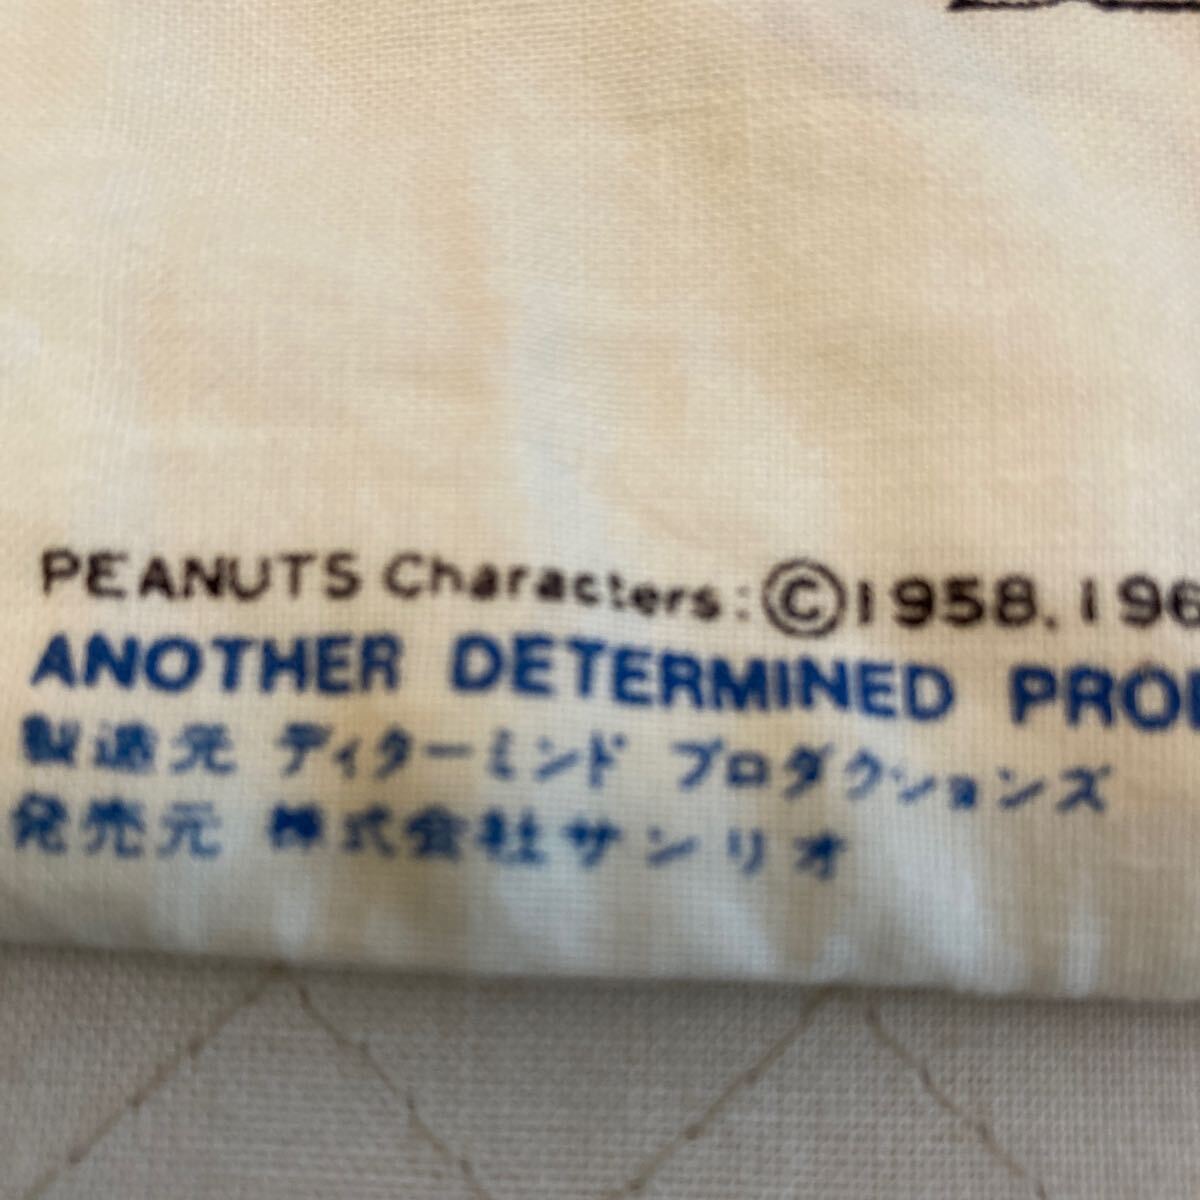 PEANUTS Characters: ©1958, 196
ANOTHER DETERMINED PROD
製造元 ディターミンド プロダクションズ
発売元 株式会社サンリオ